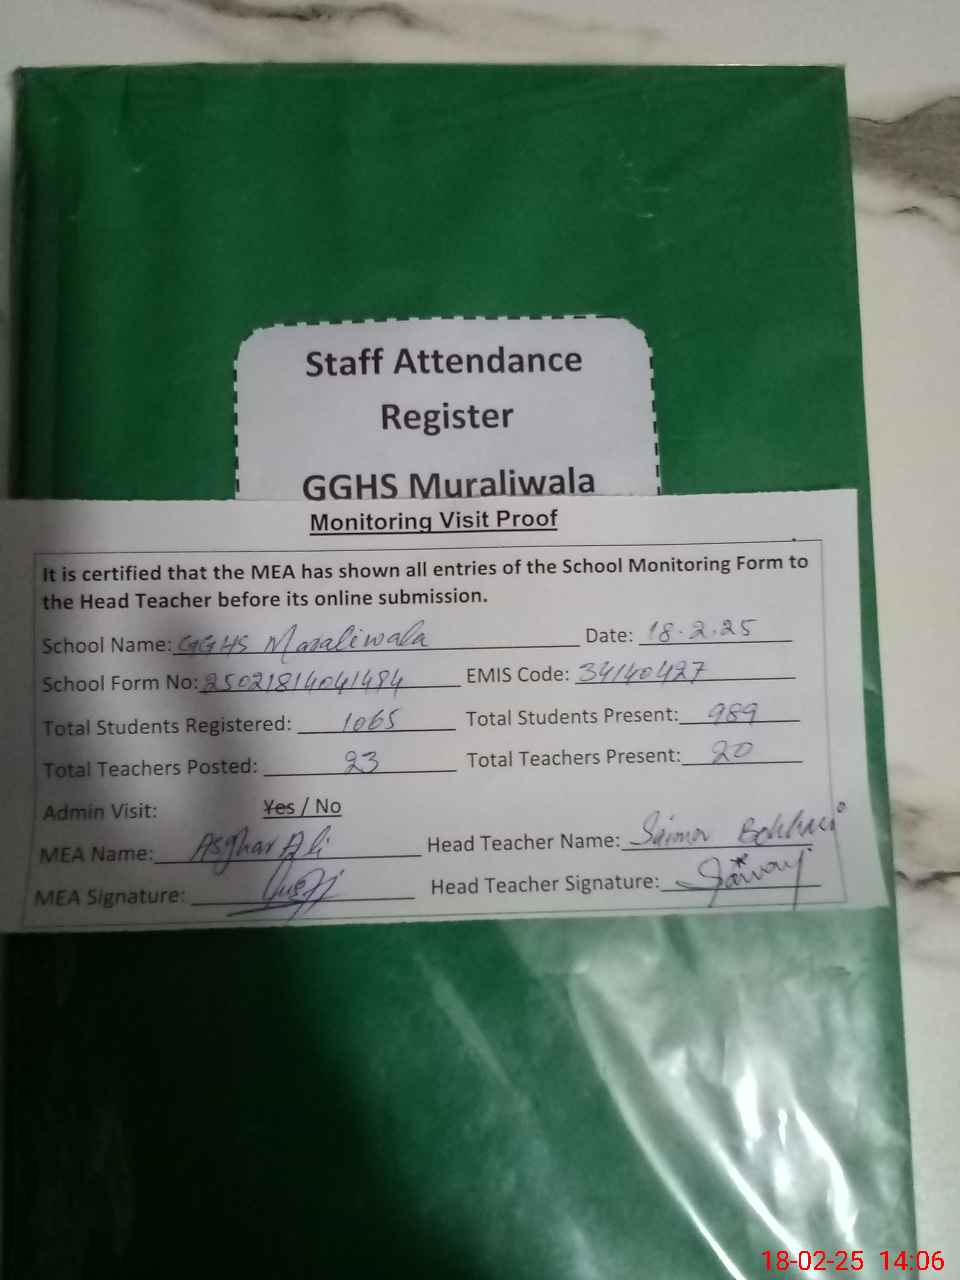 Staff Attendance
Register
GGHS Muraliwala
Monitoring Visit Proof
It is certified that the MEA has shown all entries of the School Monitoring Form to
the Head Teacher before its online submission.
School Name: GGHS Muraliwala Date: 18.2.25
School Form No: 25021814041494 EMIS Code: 34140427
Total Students Registered: 1065 Total Students Present: 989
Total Teachers Posted: 23 Total Teachers Present: 20
Admin Visit: Yes / No
MEA Name: Asghar Ali Head Teacher Name: Saima
MEA Signature: Head Teacher Signature:
18-02-25 14:06